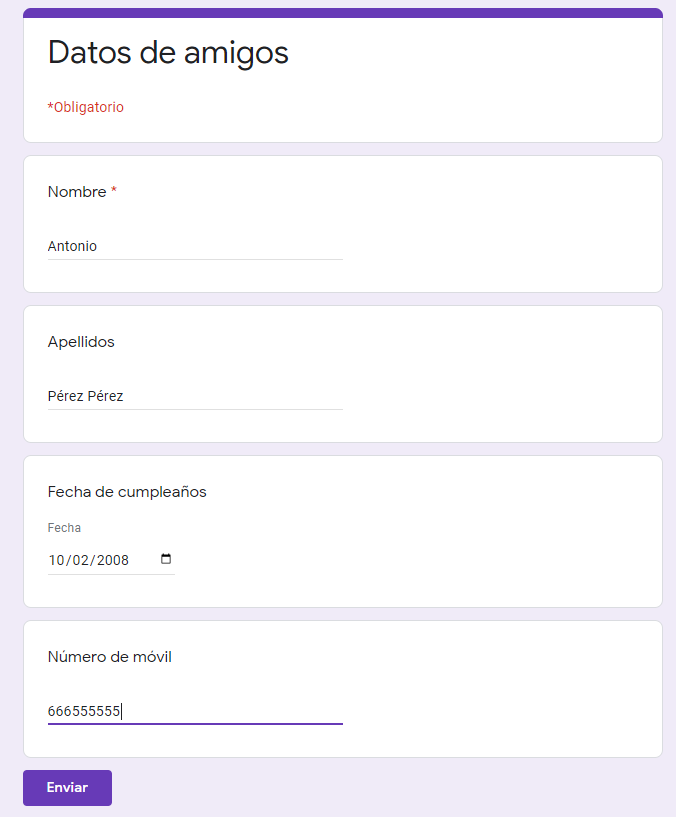 Datos de amigos
*Obligatorio
Nombre *
Antonio
Apellidos
Pérez Pérez
Fecha de cumpleaños
Fecha
10/02/2008
Número de móvil
666555555
Enviar